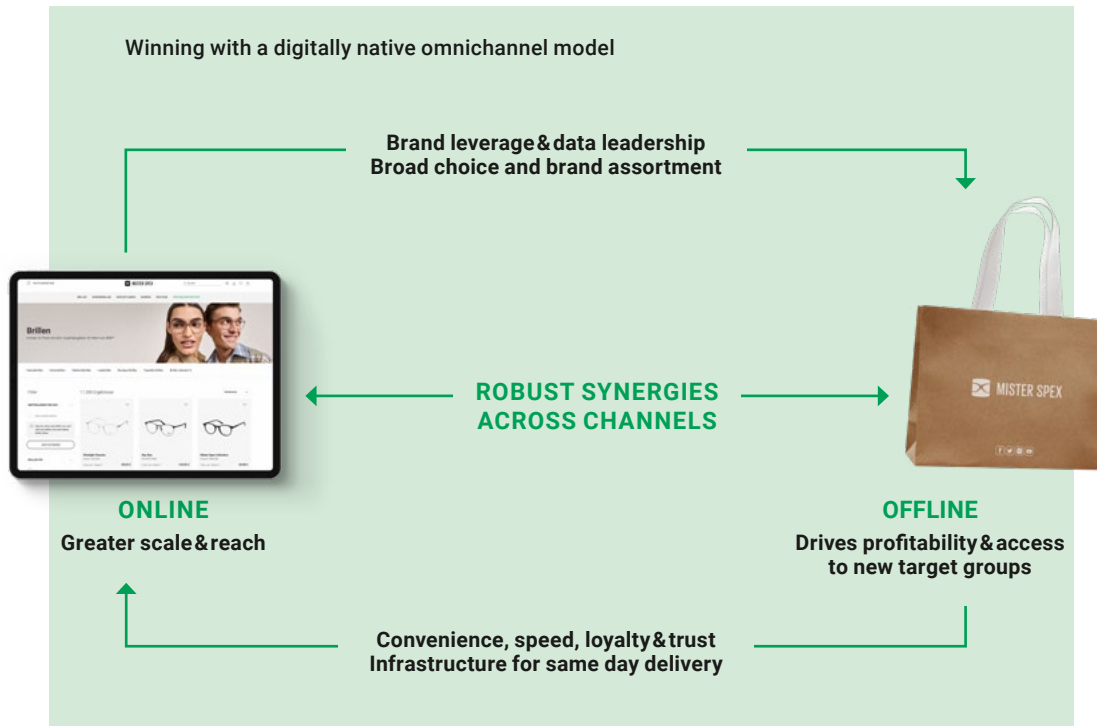 Winning with a digitally native omnichannel model
Brand leverage & data leadership
Broad choice and brand assortment
MISTER SPEX
Brillen
ROBUST SYNERGIES
ACROSS CHANNELS
MISTER SPEX
ONLINE
Greater scale & reach
OFFLINE
Drives profitability & access
to new target groups
Convenience, speed, loyalty & trust
Infrastructure for same day delivery